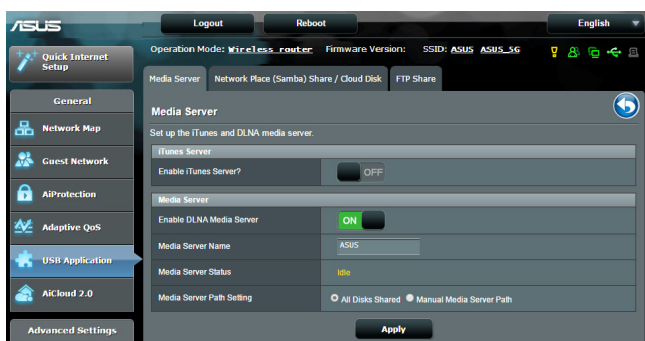 ASUS Logout Reboot English
Quick Internet Setup
Operation Mode: Wireless router Firmware Version: SSID: ASUS ASUS_5G
Media Server Network Place (Samba) Share / Cloud Disk FTP Share
General
Network Map
Guest Network
AiProtection
Adaptive QoS
USB Application
AiCloud 2.0
Advanced Settings
Media Server
Set up the iTunes and DLNA media server.
iTunes Server
Enable iTunes Server? OFF
Media Server
Enable DLNA Media Server ON
Media Server Name ASUS
Media Server Status Idle
Media Server Path Setting All Disks Shared Manual Media Server Path
Apply